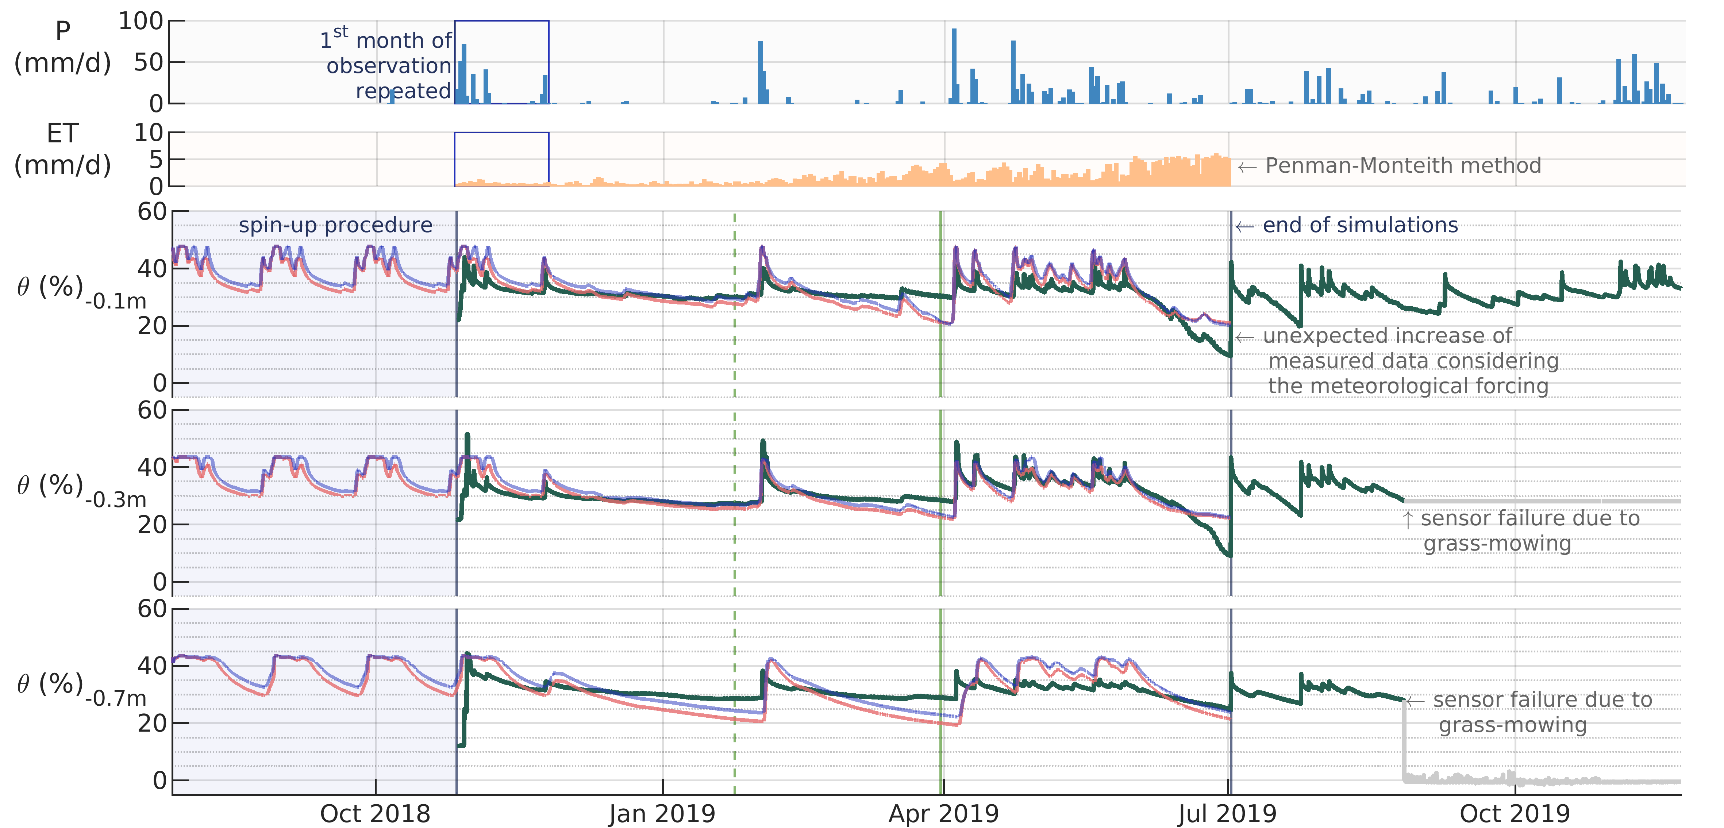 P
(mm/d)
100
50
0
1st month of
observation
repeated
ET
(mm/d)
10
5
0
← Penman-Monteith method
60
40
20
0
θ (%)-0.1m
spin-up procedure
← end of simulations
← unexpected increase of
measured data considering
the meteorological forcing
60
40
20
0
θ (%)-0.3m
↑ sensor failure due to
grass-mowing
60
40
20
0
θ (%)-0.7m
← sensor failure due to
grass-mowing
Oct 2018
Jan 2019
Apr 2019
Jul 2019
Oct 2019